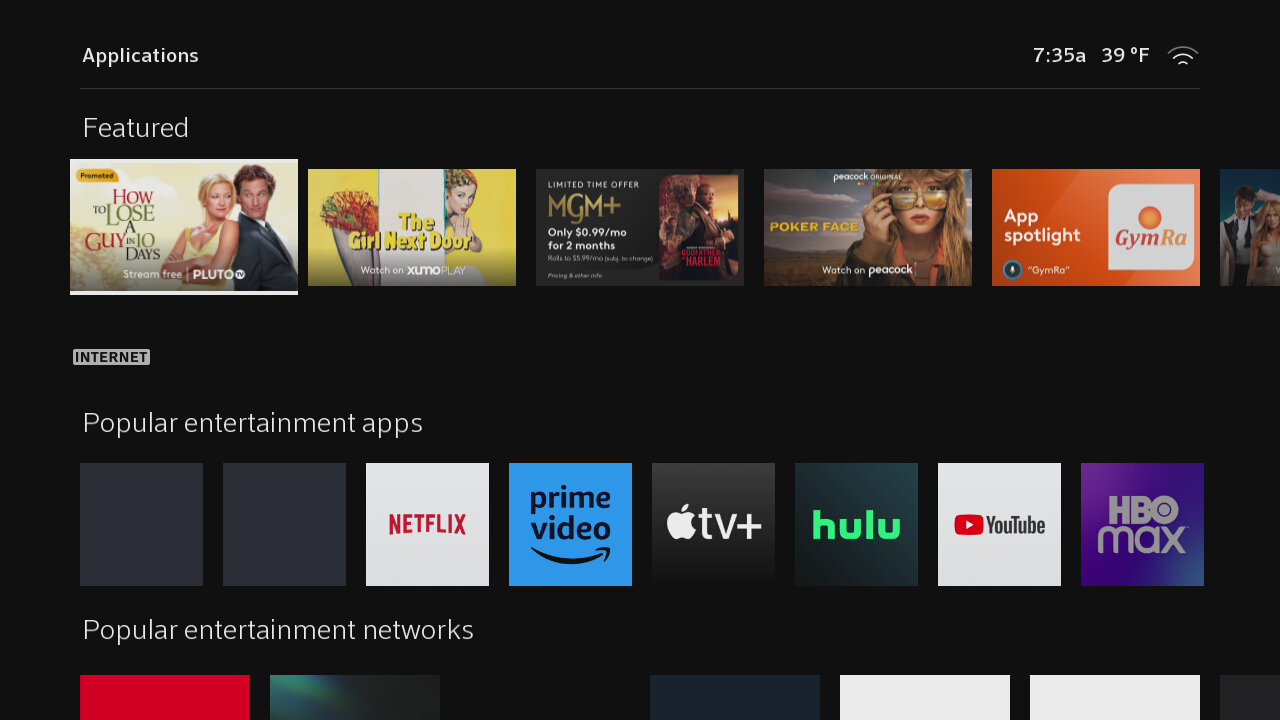 Applications
7:35a 39 °F
Featured
Promoted
HOW
TO LOSE
A
GUY IN 10
DAYS
Stream free | PLUTO TV
The
Girl Next Door
Watch on XUMO PLAY
LIMITED TIME OFFER
MGM+
Only $0.99/mo
for 2 months
Rolls to $5.99/mo (subj. to change)
Pricing & other info
GODFATHER
OF HARLEM
peacock ORIGINAL
POKER FACE
Watch on peacock
App
spotlight
"GymRa"
GymRa
INTERNET
Popular entertainment apps
NETFLIX
prime
video
tv+
hulu
YouTube
HBO
max
Popular entertainment networks